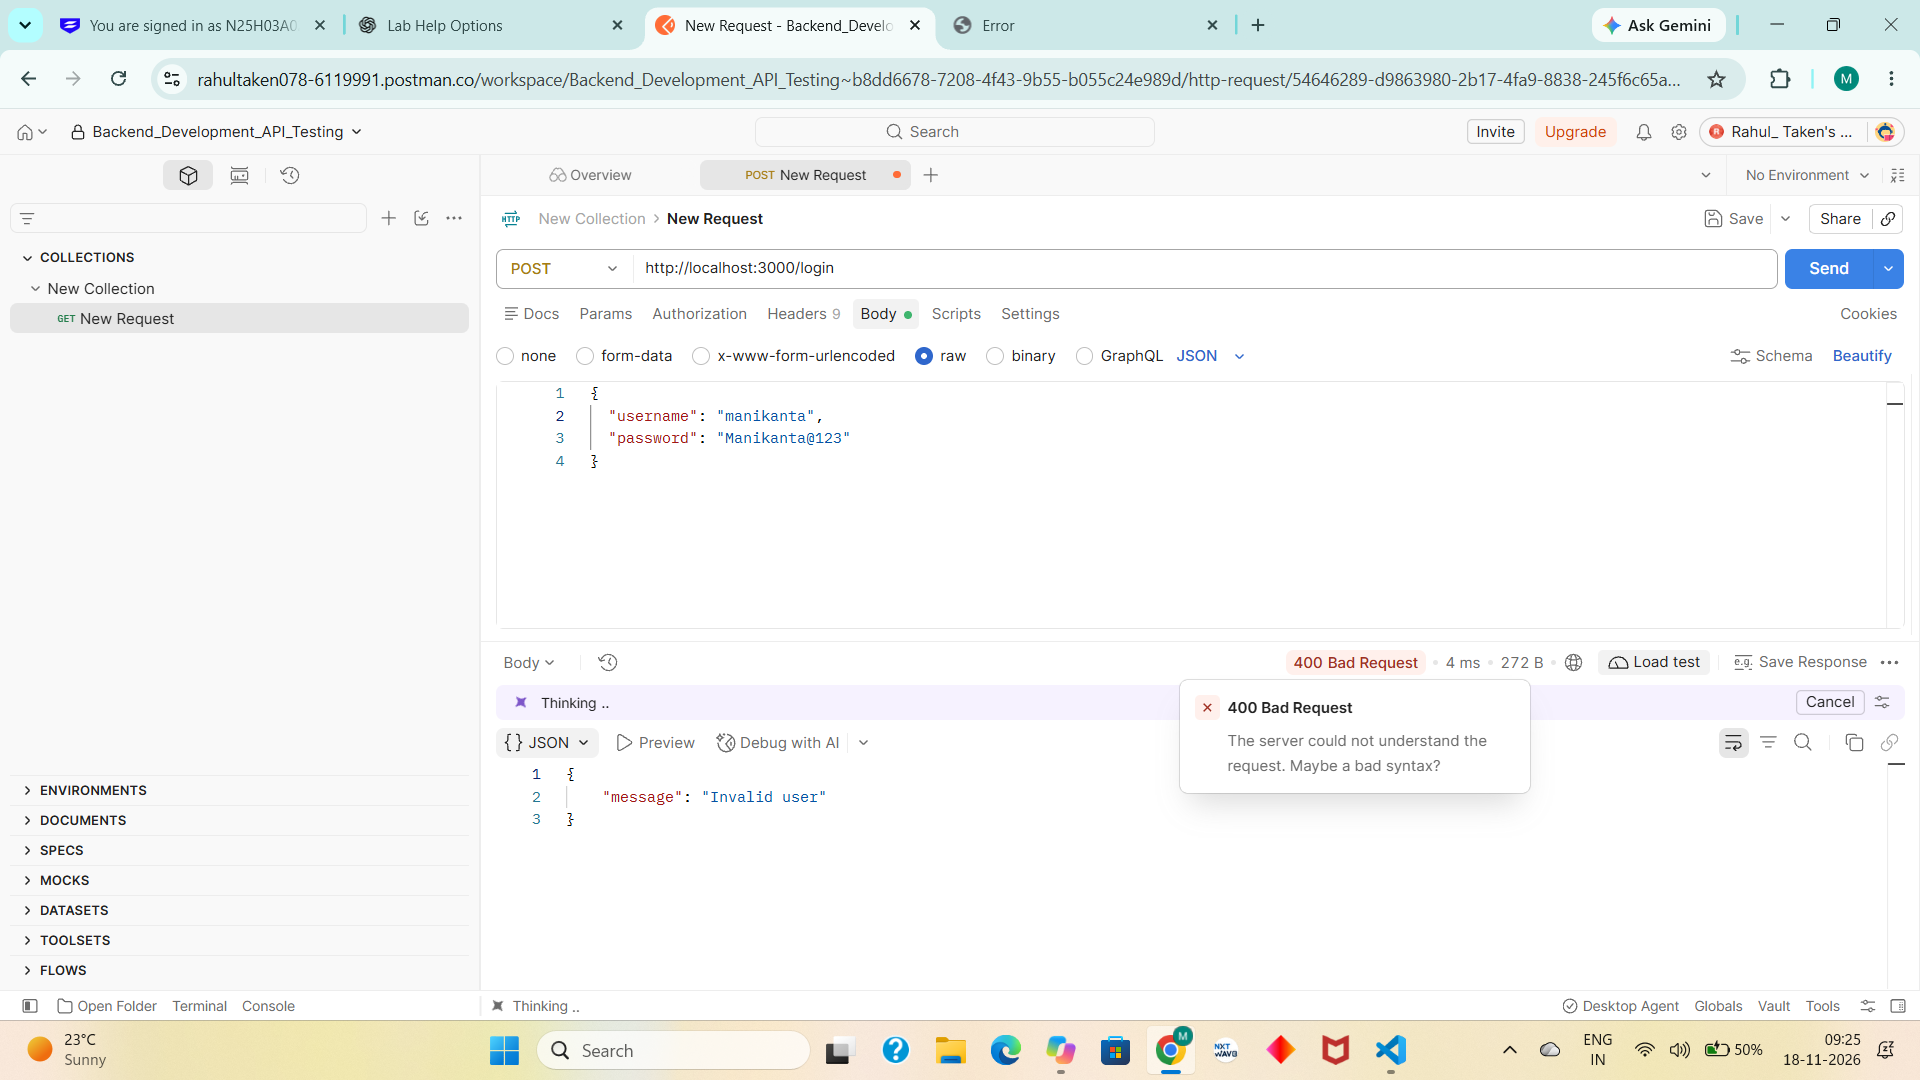 You are signed in as N25H03A0
Lab Help Options
New Request - Backend_Develo
Error
Ask Gemini
rahultaken078-6119991.postman.co/workspace/Backend_Development_API_Testing~b8dd6678-7208-4f43-9b55-b055c24e989d/http-request/54646289-d9863980-2b17-4fa9-8838-245f6c65a...
M
Backend_Development_API_Testing
Search
Invite
Upgrade
R
Rahul_ Taken's ...
Overview
POST New Request
No Environment
HTTP
New Collection > New Request
Save
Share
COLLECTIONS
New Collection
GET New Request
POST
http://localhost:3000/login
Send
Docs
Params
Authorization
Headers 9
Body
Scripts
Settings
Cookies
none
form-data
x-www-form-urlencoded
raw
binary
GraphQL
JSON
Schema
Beautify
1 {
2 "username": "manikanta",
3 "password": "Manikanta@123"
4 }
Body
400 Bad Request
4 ms
272 B
Load test
e.g. Save Response
Thinking ..
Cancel
400 Bad Request
The server could not understand the
request. Maybe a bad syntax?
{ } JSON
Preview
Debug with AI
1 {
2 "message": "Invalid user"
3 }
ENVIRONMENTS
DOCUMENTS
SPECS
MOCKS
DATASETS
TOOLSETS
FLOWS
Open Folder
Terminal
Console
Thinking ..
Desktop Agent
Globals
Vault
Tools
23°C
Sunny
Search
M
NXT
WAVE
ENG
IN
50%
09:25
18-11-2026